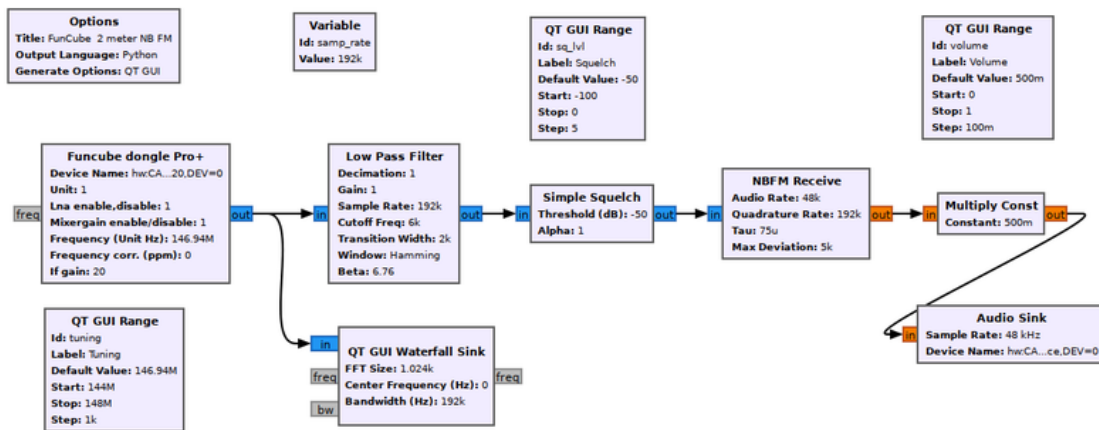 Options
Title: FunCube 2 meter NB FM
Output Language: Python
Generate Options: QT GUI
Variable
Id: samp_rate
Value: 192k
QT GUI Range
Id: sq_lvl
Label: Squelch
Default Value: -50
Start: -100
Stop: 0
Step: 5
QT GUI Range
Id: volume
Label: Volume
Default Value: 500m
Start: 0
Stop: 1
Step: 100m
Funcube dongle Pro+
Device Name: hw:CA...20,DEV=0
Unit: 1
Lna enable,disable: 1
Mixergain enable/disable: 1
Frequency (Unit Hz): 146.94M
Frequency corr. (ppm): 0
If gain: 20
freq
out
in
Low Pass Filter
Decimation: 1
Gain: 1
Sample Rate: 192k
Cutoff Freq: 6k
Transition Width: 2k
Window: Hamming
Beta: 6.76
out
in
Simple Squelch
Threshold (dB): -50
Alpha: 1
out
in
NBFM Receive
Audio Rate: 48k
Quadrature Rate: 192k
Tau: 75u
Max Deviation: 5k
out
in
Multiply Const
Constant: 500m
out
QT GUI Range
Id: tuning
Label: Tuning
Default Value: 146.94M
Start: 144M
Stop: 148M
Step: 1k
in
freq
bw
QT GUI Waterfall Sink
FFT Size: 1.024k
Center Frequency (Hz): 0
Bandwidth (Hz): 192k
freq
in
Audio Sink
Sample Rate: 48 kHz
Device Name: hw:CA...ce,DEV=0